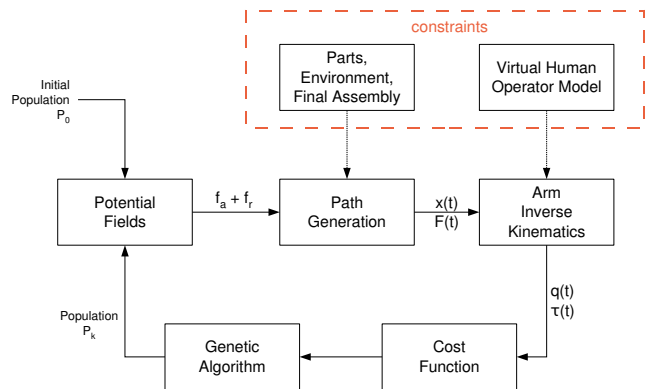 constraints
Parts,
Environment,
Final Assembly
Virtual Human
Operator Model
Initial
Population
P₀
Potential
Fields
fₐ + fᵣ
Path
Generation
x(t)
F(t)
Arm
Inverse
Kinematics
q(t)
τ(t)
Population
Pₖ
Genetic
Algorithm
Cost
Function